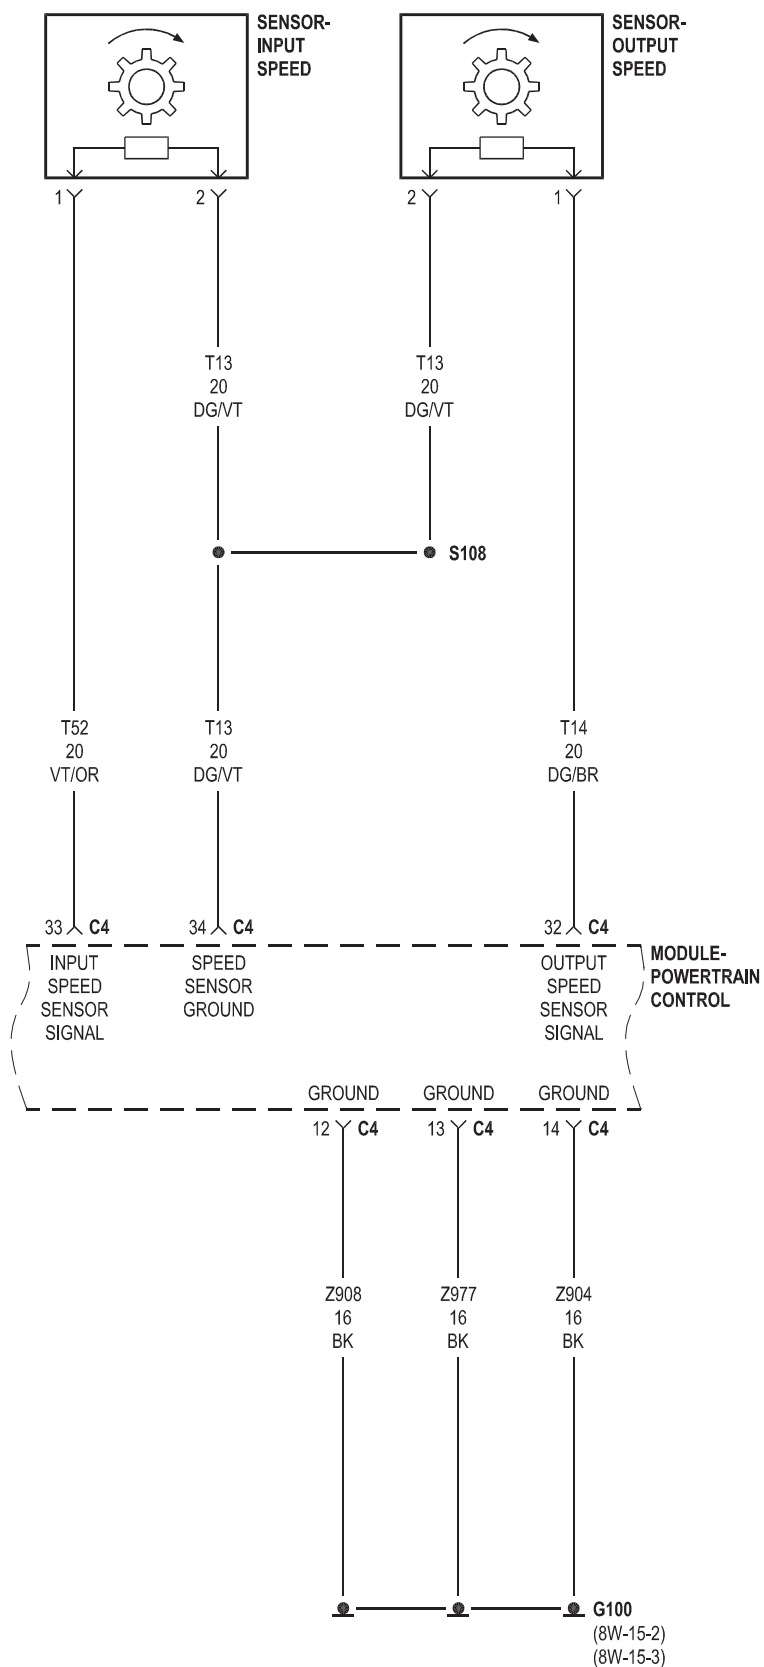 SENSOR-
INPUT
SPEED
SENSOR-
OUTPUT
SPEED
1
2
2
1
T13
20
DG/VT
T13
20
DG/VT
S108
T52
20
VT/OR
T13
20
DG/VT
T14
20
DG/BR
33 C4
34 C4
32 C4
INPUT
SPEED
SENSOR
SIGNAL
SPEED
SENSOR
GROUND
OUTPUT
SPEED
SENSOR
SIGNAL
MODULE-
POWERTRAIN
CONTROL
GROUND
GROUND
GROUND
12 C4
13 C4
14 C4
Z908
16
BK
Z977
16
BK
Z904
16
BK
G100
(8W-15-2)
(8W-15-3)